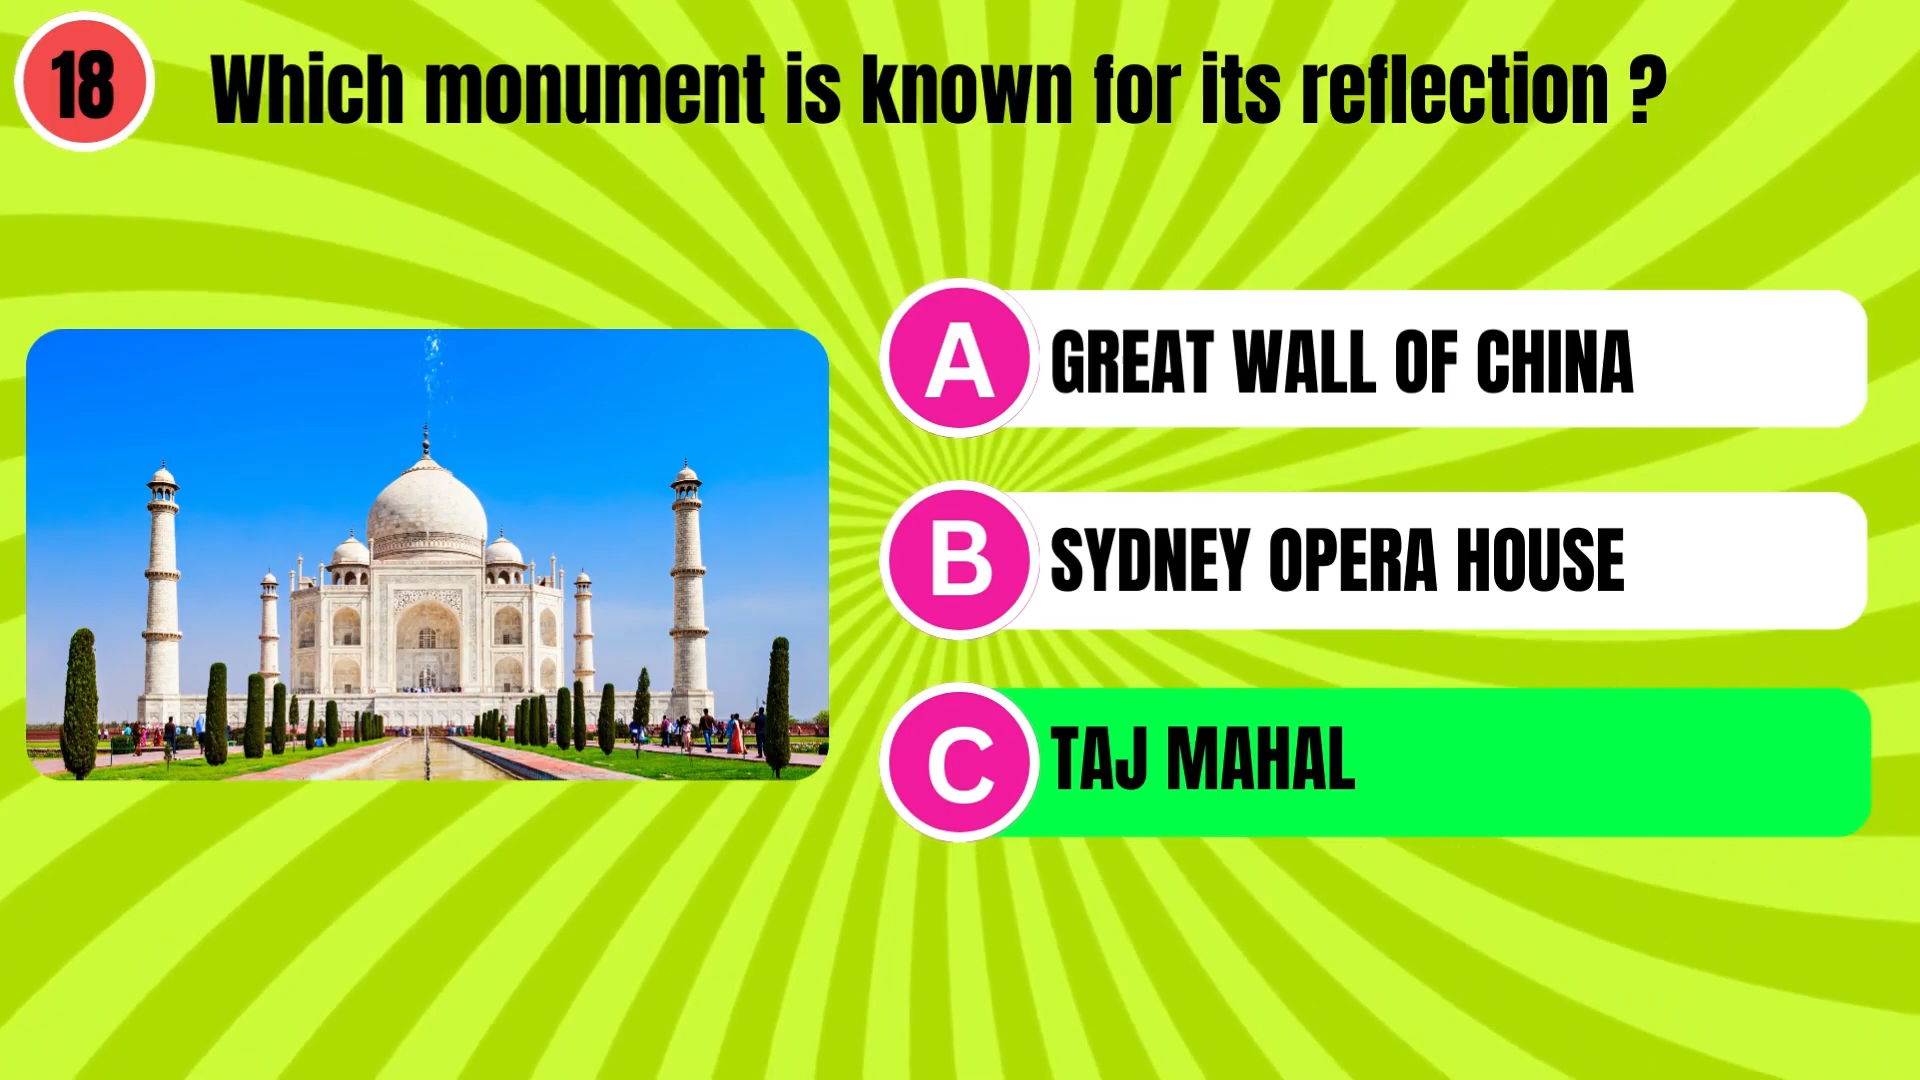 18
Which monument is known for its reflection ?
A GREAT WALL OF CHINA
B SYDNEY OPERA HOUSE
C TAJ MAHAL